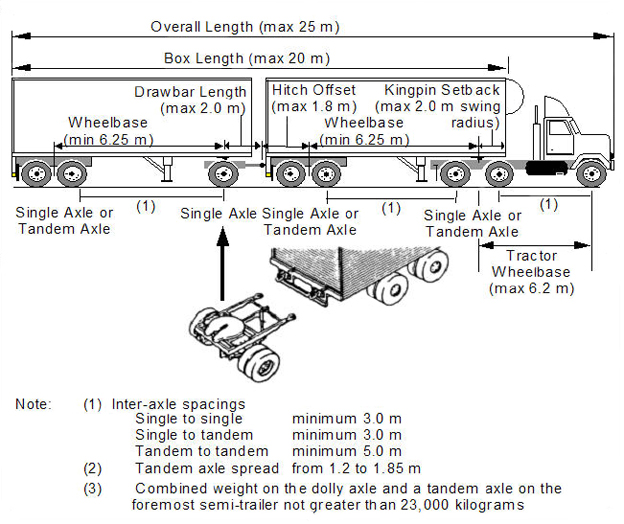 Overall Length (max 25 m)
Box Length (max 20 m)
Drawbar Length
(max 2.0 m)
Hitch Offset
(max 1.8 m)
Kingpin Setback
(max 2.0 m swing
radius)
Wheelbase
(min 6.25 m)
Wheelbase
(min 6.25 m)
(1)
(1)
(1)
Single Axle or
Tandem Axle
Single Axle
Single Axle or
Tandem Axle
Single Axle or
Tandem Axle
Tractor
Wheelbase
(max 6.2 m)
Note: (1) Inter-axle spacings
Single to single minimum 3.0 m
Single to tandem minimum 3.0 m
Tandem to tandem minimum 5.0 m
(2) Tandem axle spread from 1.2 to 1.85 m
(3) Combined weight on the dolly axle and a tandem axle on the
foremost semi-trailer not greater than 23,000 kilograms